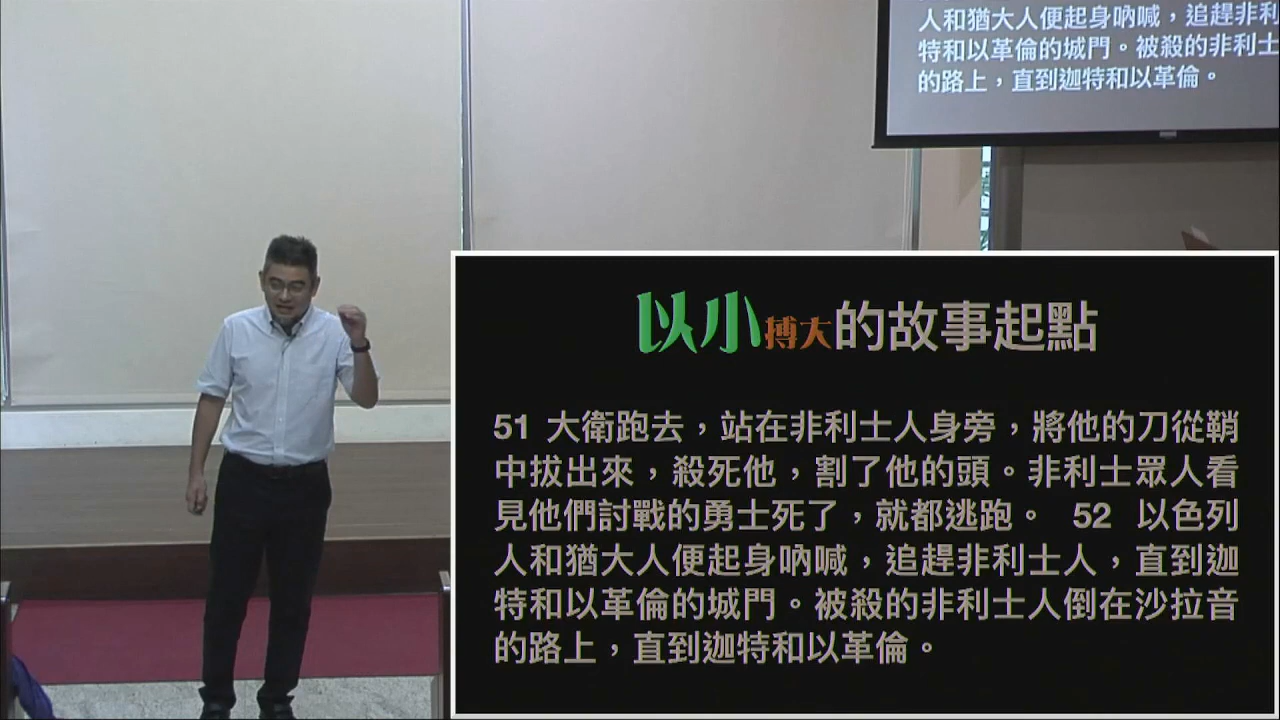 人和猶大人便起身吶喊，追趕非利
特和以革倫的城門。被殺的非利士
的路上，直到迦特和以革倫。
以小搏大的故事起點
51 大衛跑去，站在非利士人身旁，將他的刀從鞘
中拔出來，殺死他，割了他的頭。非利士眾人看
見他們討戰的勇士死了，就都逃跑。 52 以色列
人和猶大人便起身吶喊，追趕非利士人，直到迦
特和以革倫的城門。被殺的非利士人倒在沙拉音
的路上，直到迦特和以革倫。